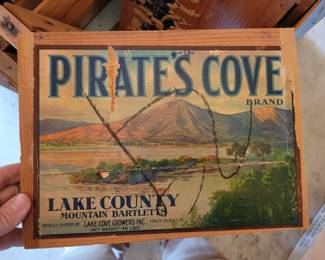 PIRATE'S COVE
BRAND
LAKE COUNTY
MOUNTAIN BARTLETTS
LAKE COVE GROWERS INC.
NET WEIGHT 46 LBS.